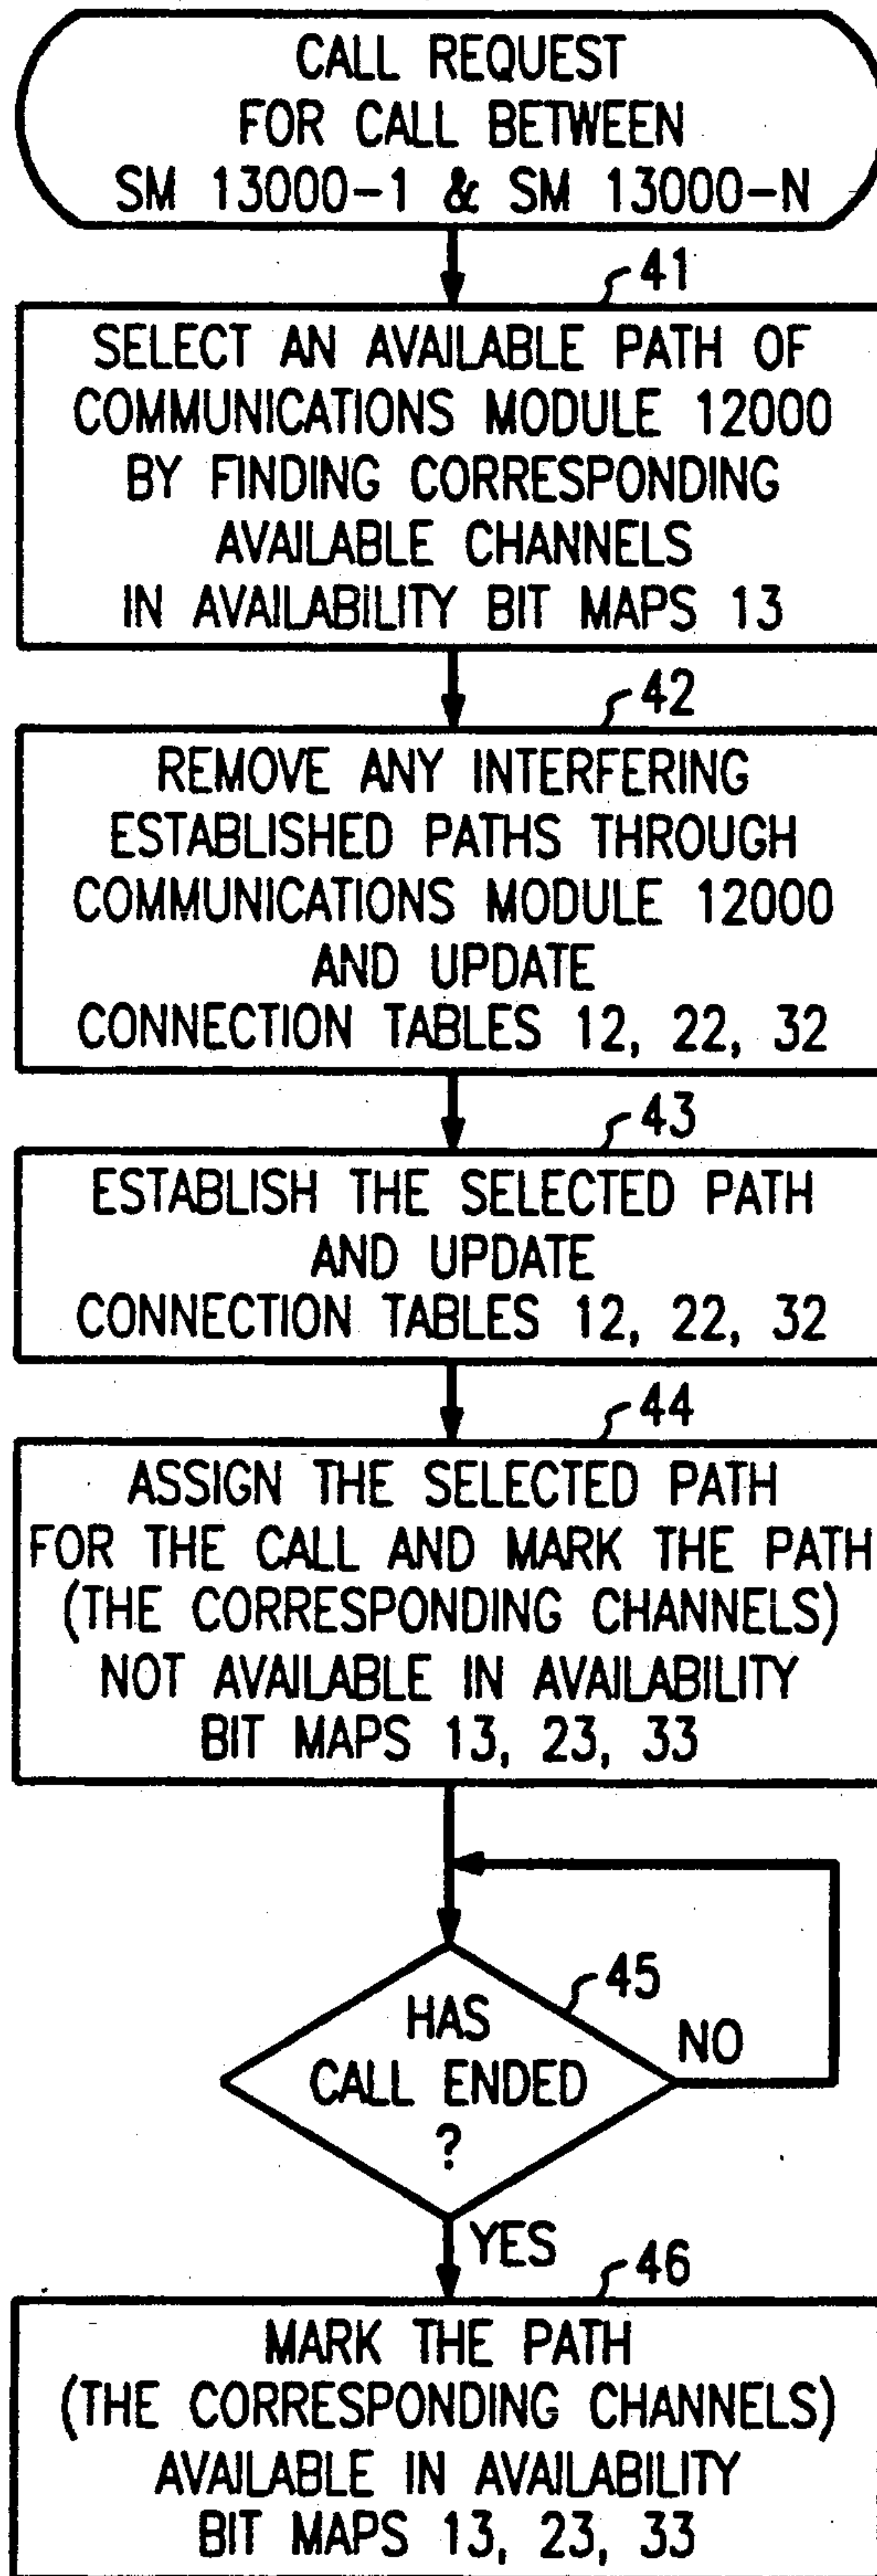 CALL REQUEST
FOR CALL BETWEEN
SM 13000-1 & SM 13000-N
41
SELECT AN AVAILABLE PATH OF
COMMUNICATIONS MODULE 12000
BY FINDING CORRESPONDING
AVAILABLE CHANNELS
IN AVAILABILITY BIT MAPS 13
42
REMOVE ANY INTERFERING
ESTABLISHED PATHS THROUGH
COMMUNICATIONS MODULE 12000
AND UPDATE
CONNECTION TABLES 12, 22, 32
43
ESTABLISH THE SELECTED PATH
AND UPDATE
CONNECTION TABLES 12, 22, 32
44
ASSIGN THE SELECTED PATH
FOR THE CALL AND MARK THE PATH
(THE CORRESPONDING CHANNELS)
NOT AVAILABLE IN AVAILABILITY
BIT MAPS 13, 23, 33
45
HAS
CALL ENDED
?
NO
YES
46
MARK THE PATH
(THE CORRESPONDING CHANNELS)
AVAILABLE IN AVAILABILITY
BIT MAPS 13, 23, 33